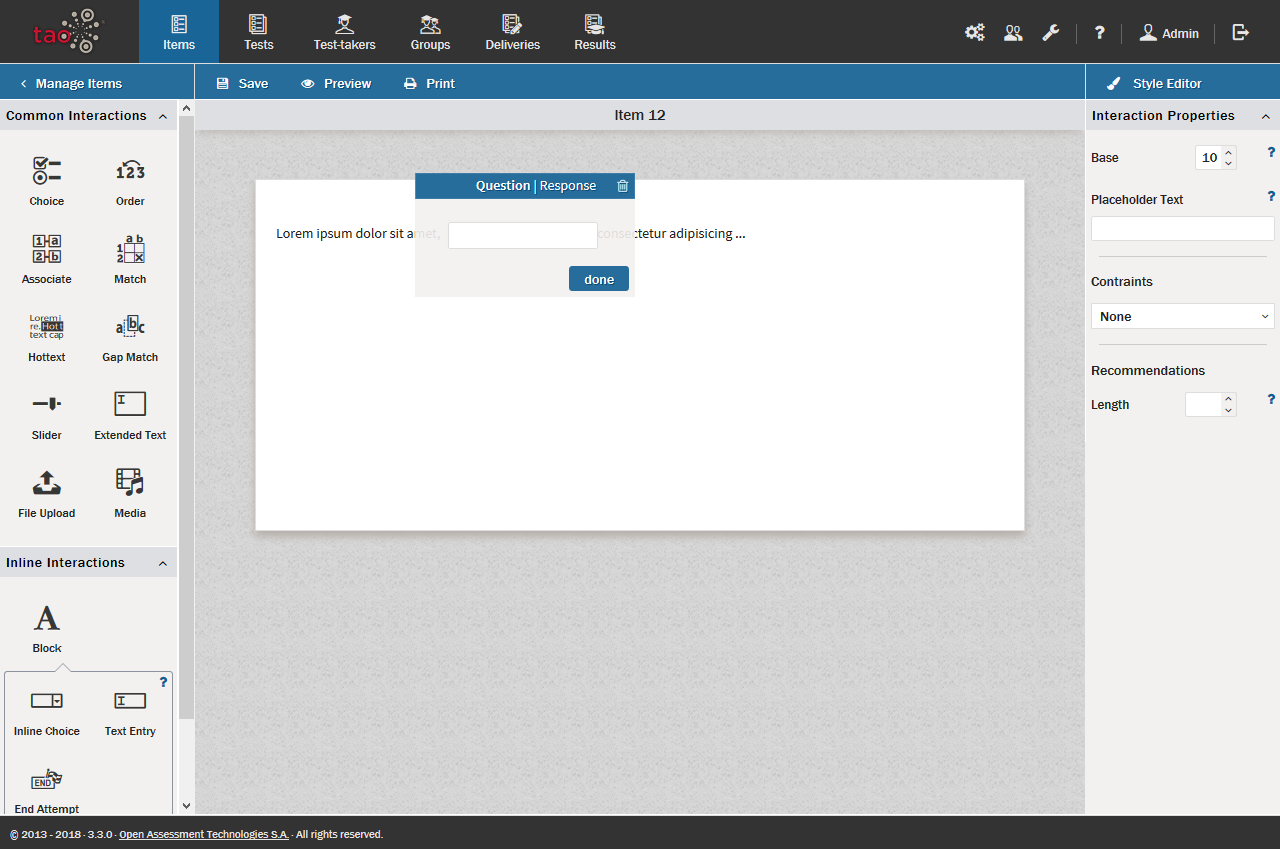 tao
Items
Tests
Test-takers
Groups
Deliveries
Results
?
Admin
Manage Items
Save
Preview
Print
Style Editor
Common Interactions
Item 12
Interaction Properties
Choice
Order
Associate
Match
Hottext
Gap Match
Slider
Extended Text
File Upload
Media
Inline Interactions
A
Block
?
Inline Choice
Text Entry
END
End Attempt
Question | Response
Lorem ipsum dolor sit amet, consectetur adipisicing ...
done
Base 10 ?
Placeholder Text ?
Contraints
None
Recommendations
Length ?
© 2013 - 2018 · 3.3.0 · Open Assessment Technologies S.A. · All rights reserved.